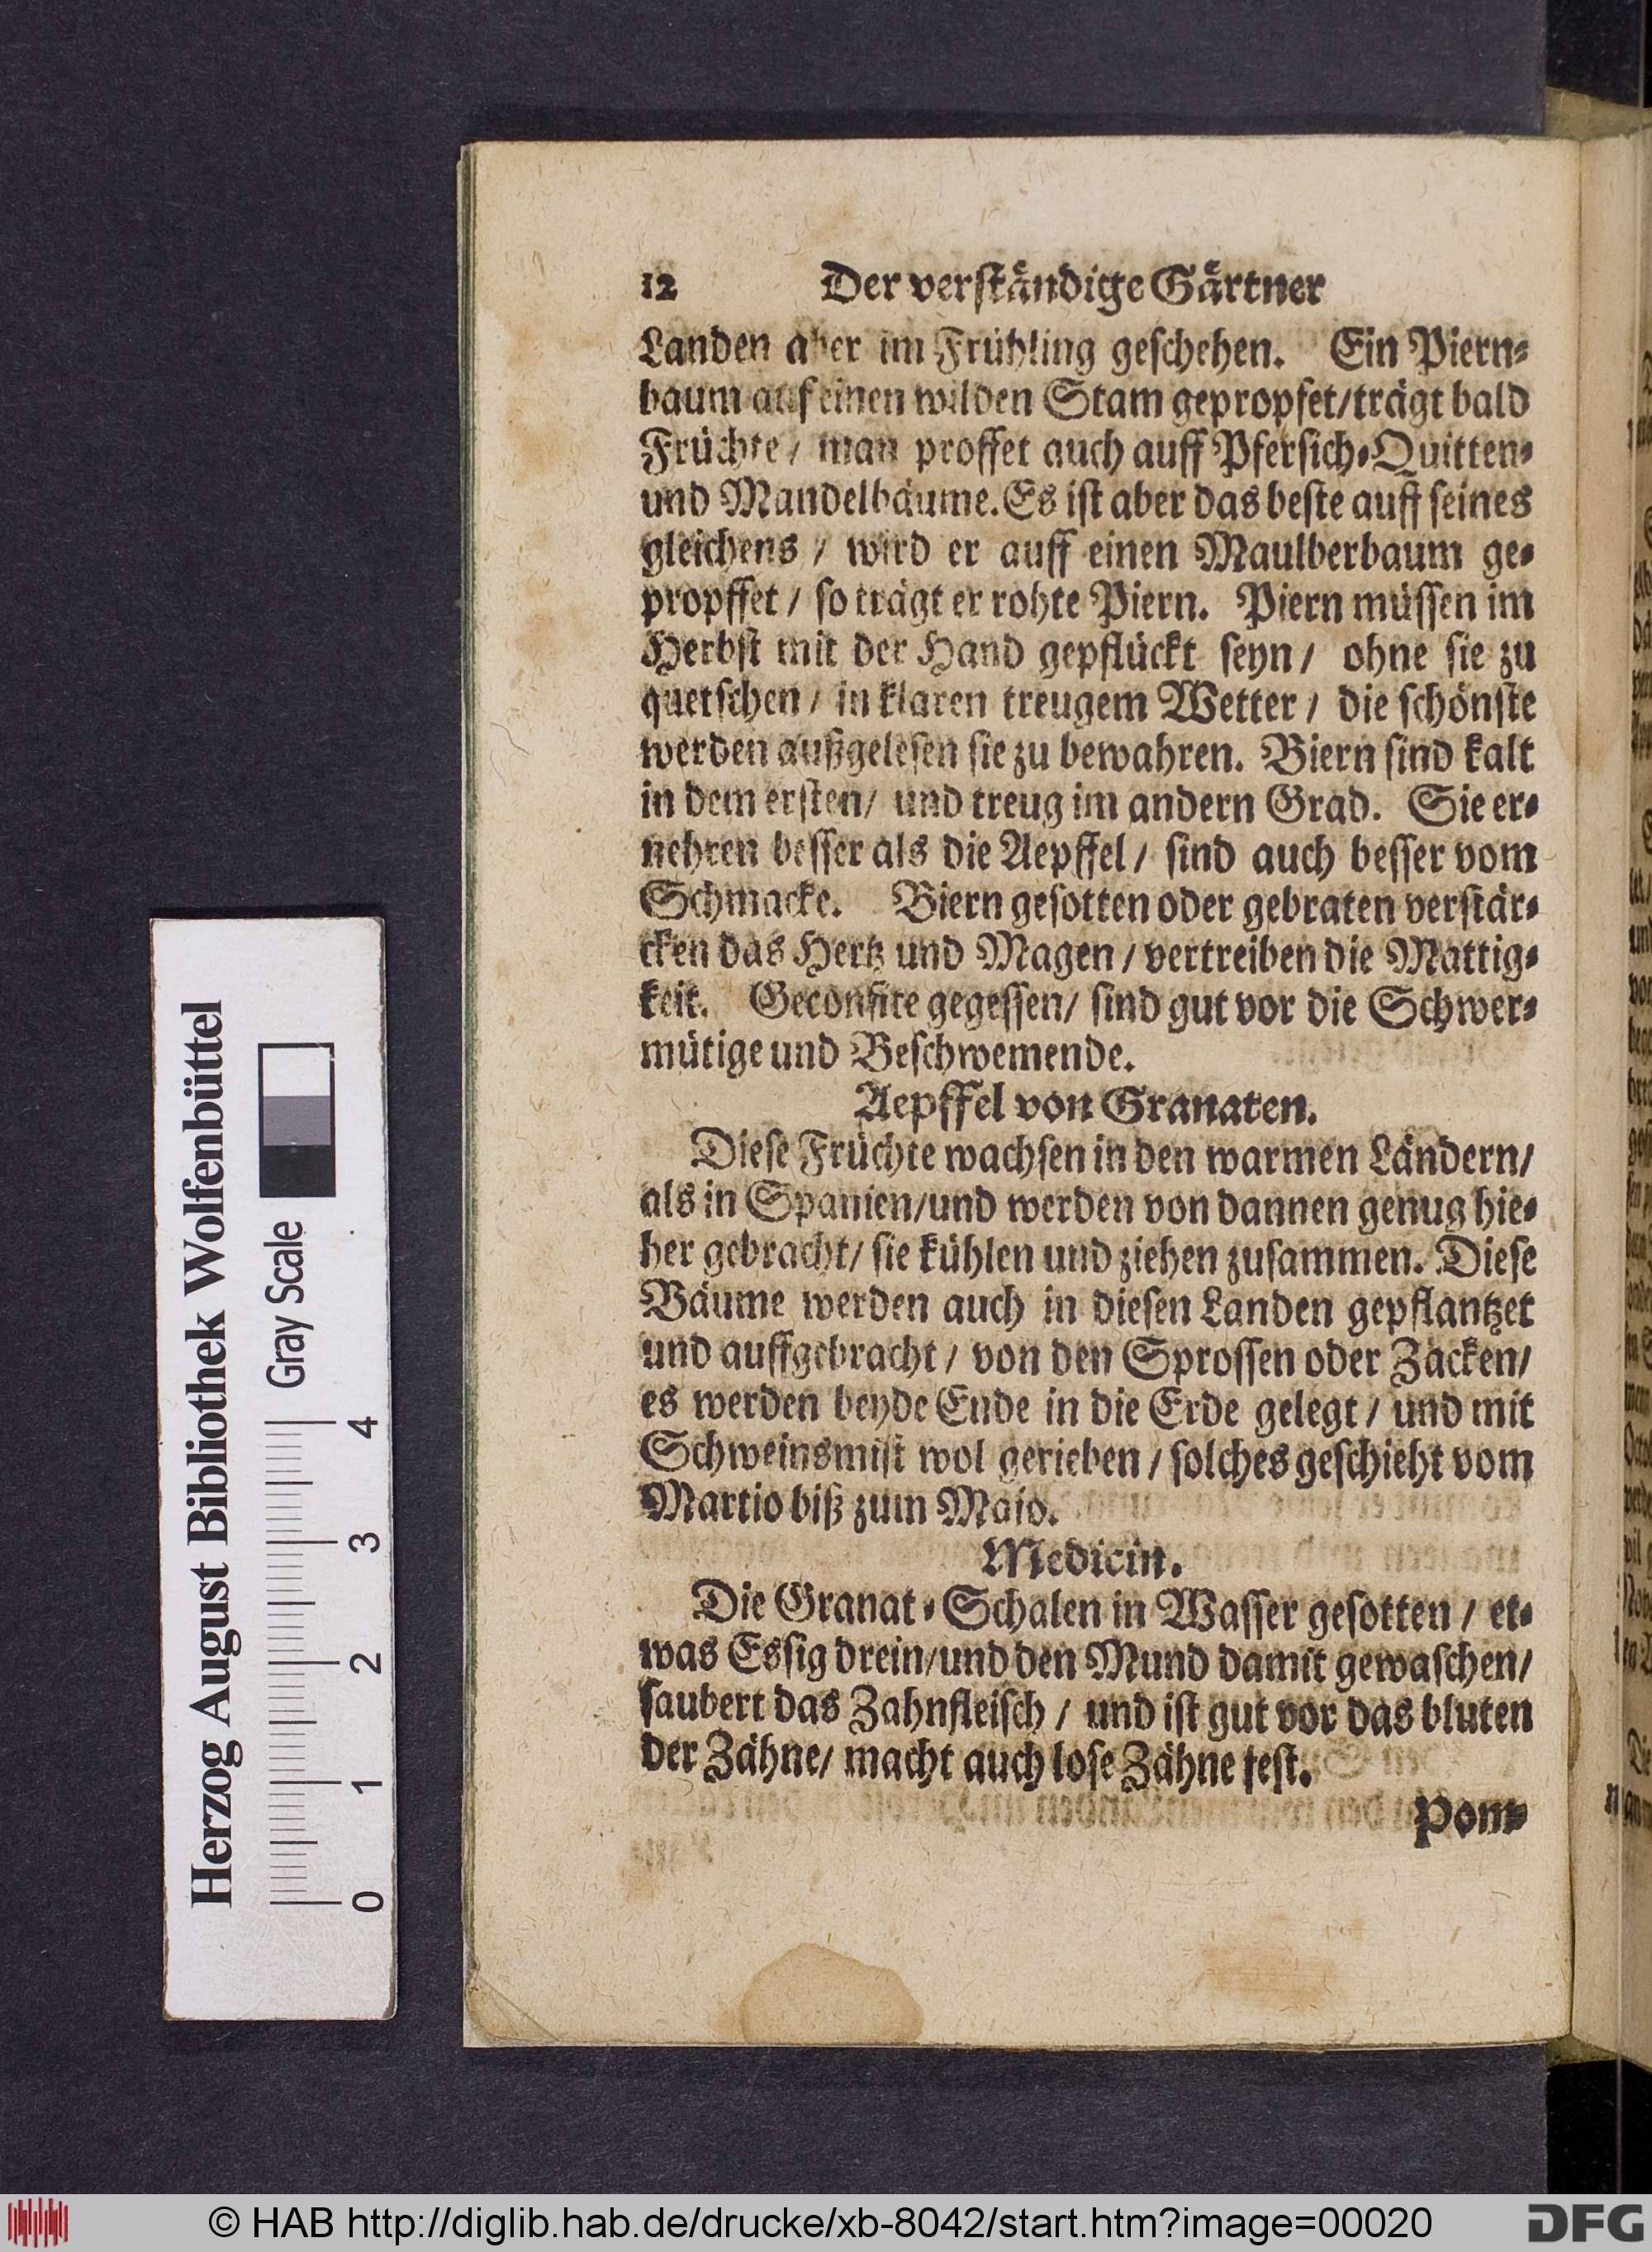 12 Der verständige Gärtner
Landen aber im Frühling geschehen. Ein Piern-
baum auf einen wilden Stam gepropfet/trägt bald
Früchte / man proffet auch auff Pfersich-Quitten-
und Mandelbäume. Es ist aber das beste auff seines
gleichens / wird er auff einen Maulberbaum ge-
propffet / so trägt er rohte Piern. Piern müssen im
Herbst mit der Hand gepflückt seyn / ohne sie zu
quetschen / in klaren treugem Wetter / die schönste
werden außgelesen sie zu bewahren. Biern sind kalt
in dem ersten / und treug im andern Grad. Sie er-
nehren besser als die Aepffel / sind auch besser vom
Schmacke. Biern gesotten oder gebraten verstär-
cken das Hertz und Magen / vertreiben die Mattig-
keit. Geconfite gegessen / sind gut vor die Schwer-
mütige und Beschwemende.
Aepffel von Granaten.
Diese Früchte wachsen in den warmen Ländern /
als in Spanien/und werden von dannen genug hie-
her gebracht / sie kühlen und ziehen zusammen. Diese
Bäume werden auch in diesen Landen gepflantzet
und auffgebracht / von den Sprossen oder Zäcken /
es werden beyde Ende in die Erde gelegt / und mit
Schweinsmist wol gerieben / solches geschieht vom
Martio biß zum Majo.
Medicin.
Die Granat-Schalen in Wasser gesotten / et-
was Essig drein/und den Mund damit gewaschen /
saubert das Zahnfleisch / und ist gut vor das bluten
der Zähne / macht auch lose Zähne fest.
Pom-
Herzog August Bibliothek Wolfenbüttel
Gray Scale
0 1 2 3 4
© HAB http://diglib.hab.de/drucke/xb-8042/start.htm?image=00020
DFG